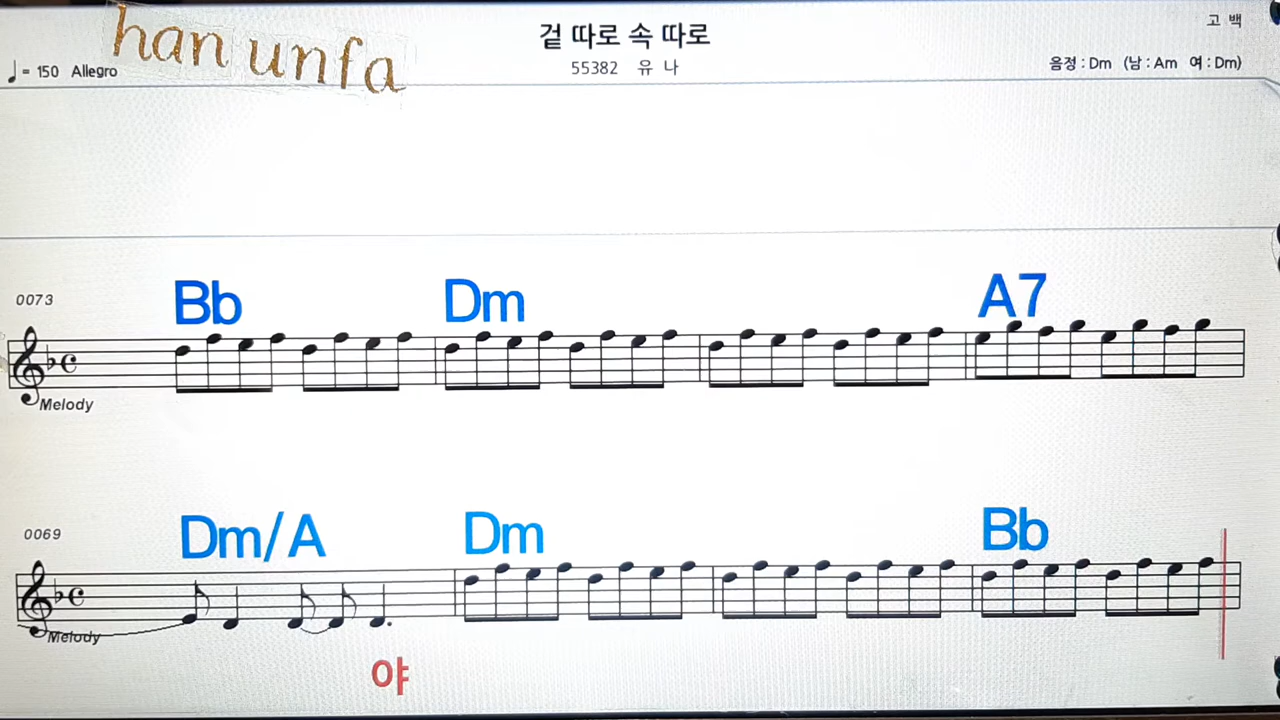 han unfa
겉 따로 속 따로
고 백
♩= 150 Allegro
55382 유 나
음정 : Dm (남 : Am 여 : Dm)
0073
Bb Dm A7
Melody
0069
Dm/A Dm Bb
Melody
야